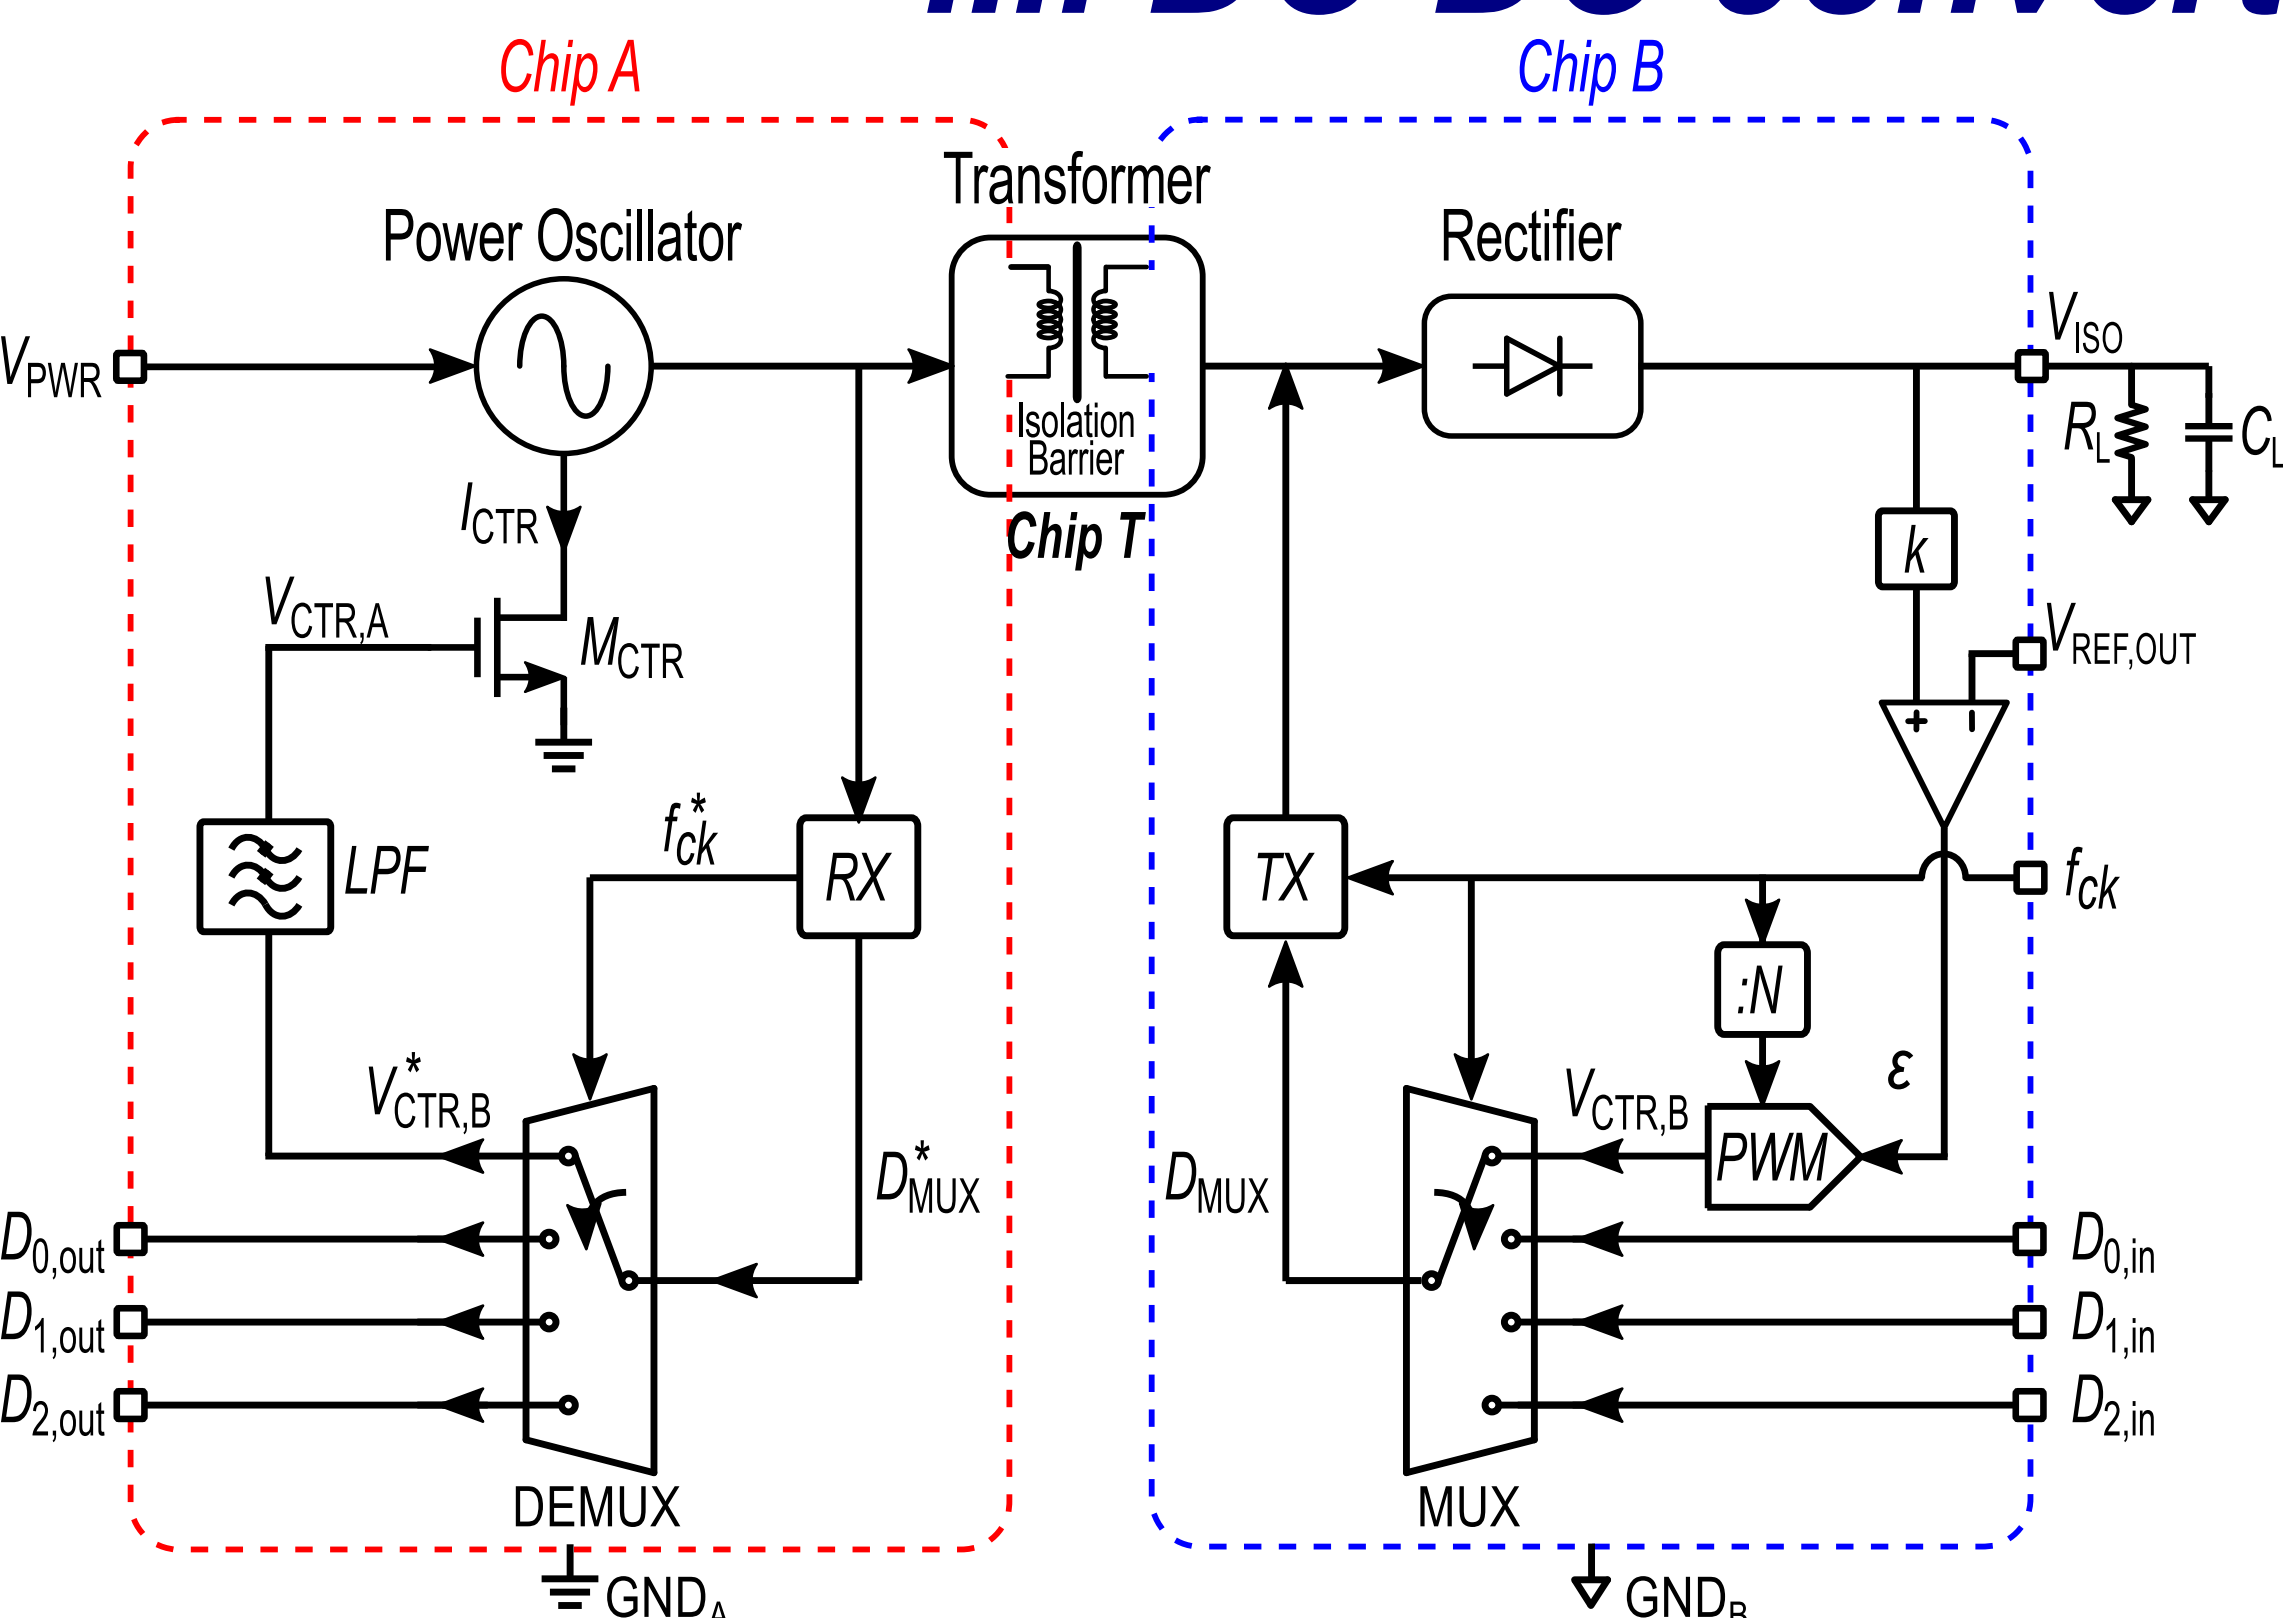 Chip A
Chip B
Transformer
Power Oscillator
Rectifier
V_PWR
V_ISO
Isolation
Barrier
R_L
C_L
I_CTR
Chip T
k
V_CTR,A
M_CTR
V_REF,OUT
+ −
LPF
f*_ck
RX
TX
f_ck
:N
V*_CTR,B
ε
V_CTR,B
PWM
D*_MUX
D_MUX
D_0,out
D_0,in
D_1,out
D_1,in
D_2,out
D_2,in
DEMUX
MUX
GND_A
GND_B